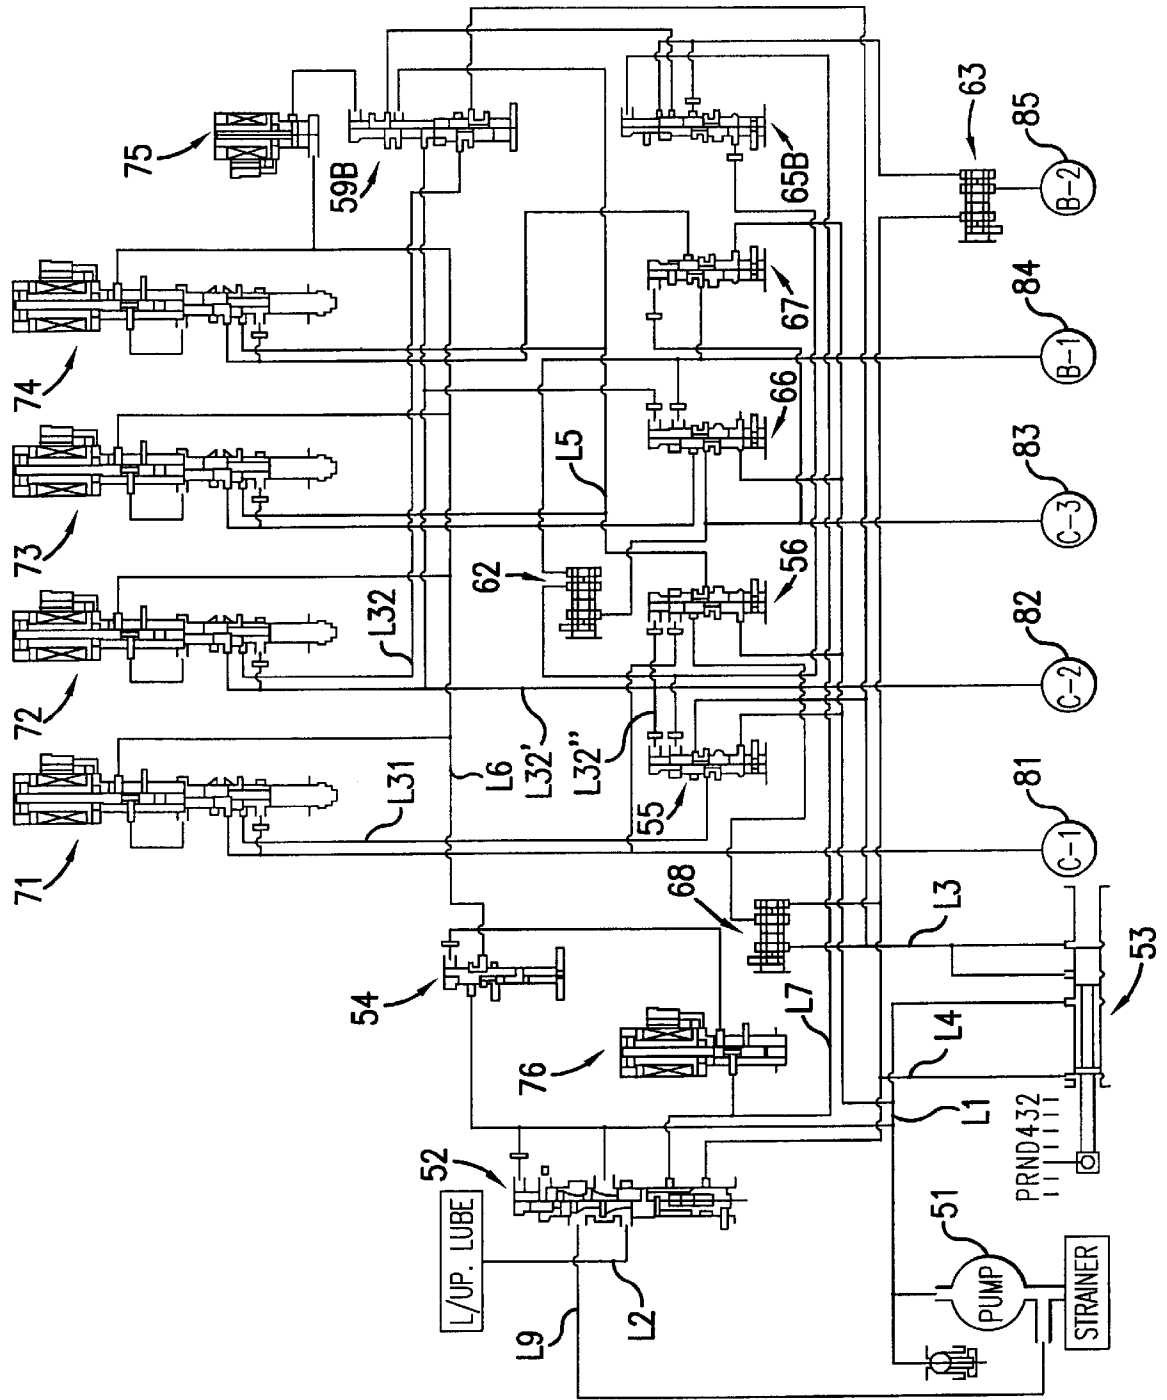 75
59B
65B
63
85
B-2
74
67
84
B-1
73
66
L5
83
C-3
72
L32
62
56
82
C-2
L6
L32'
L32"
71
L31
55
81
C-1
68
54
L3
53
76
L7
L4
L1
PRND432
52
51
PUMP
STRAINER
L/UP. LUBE
L2
L9